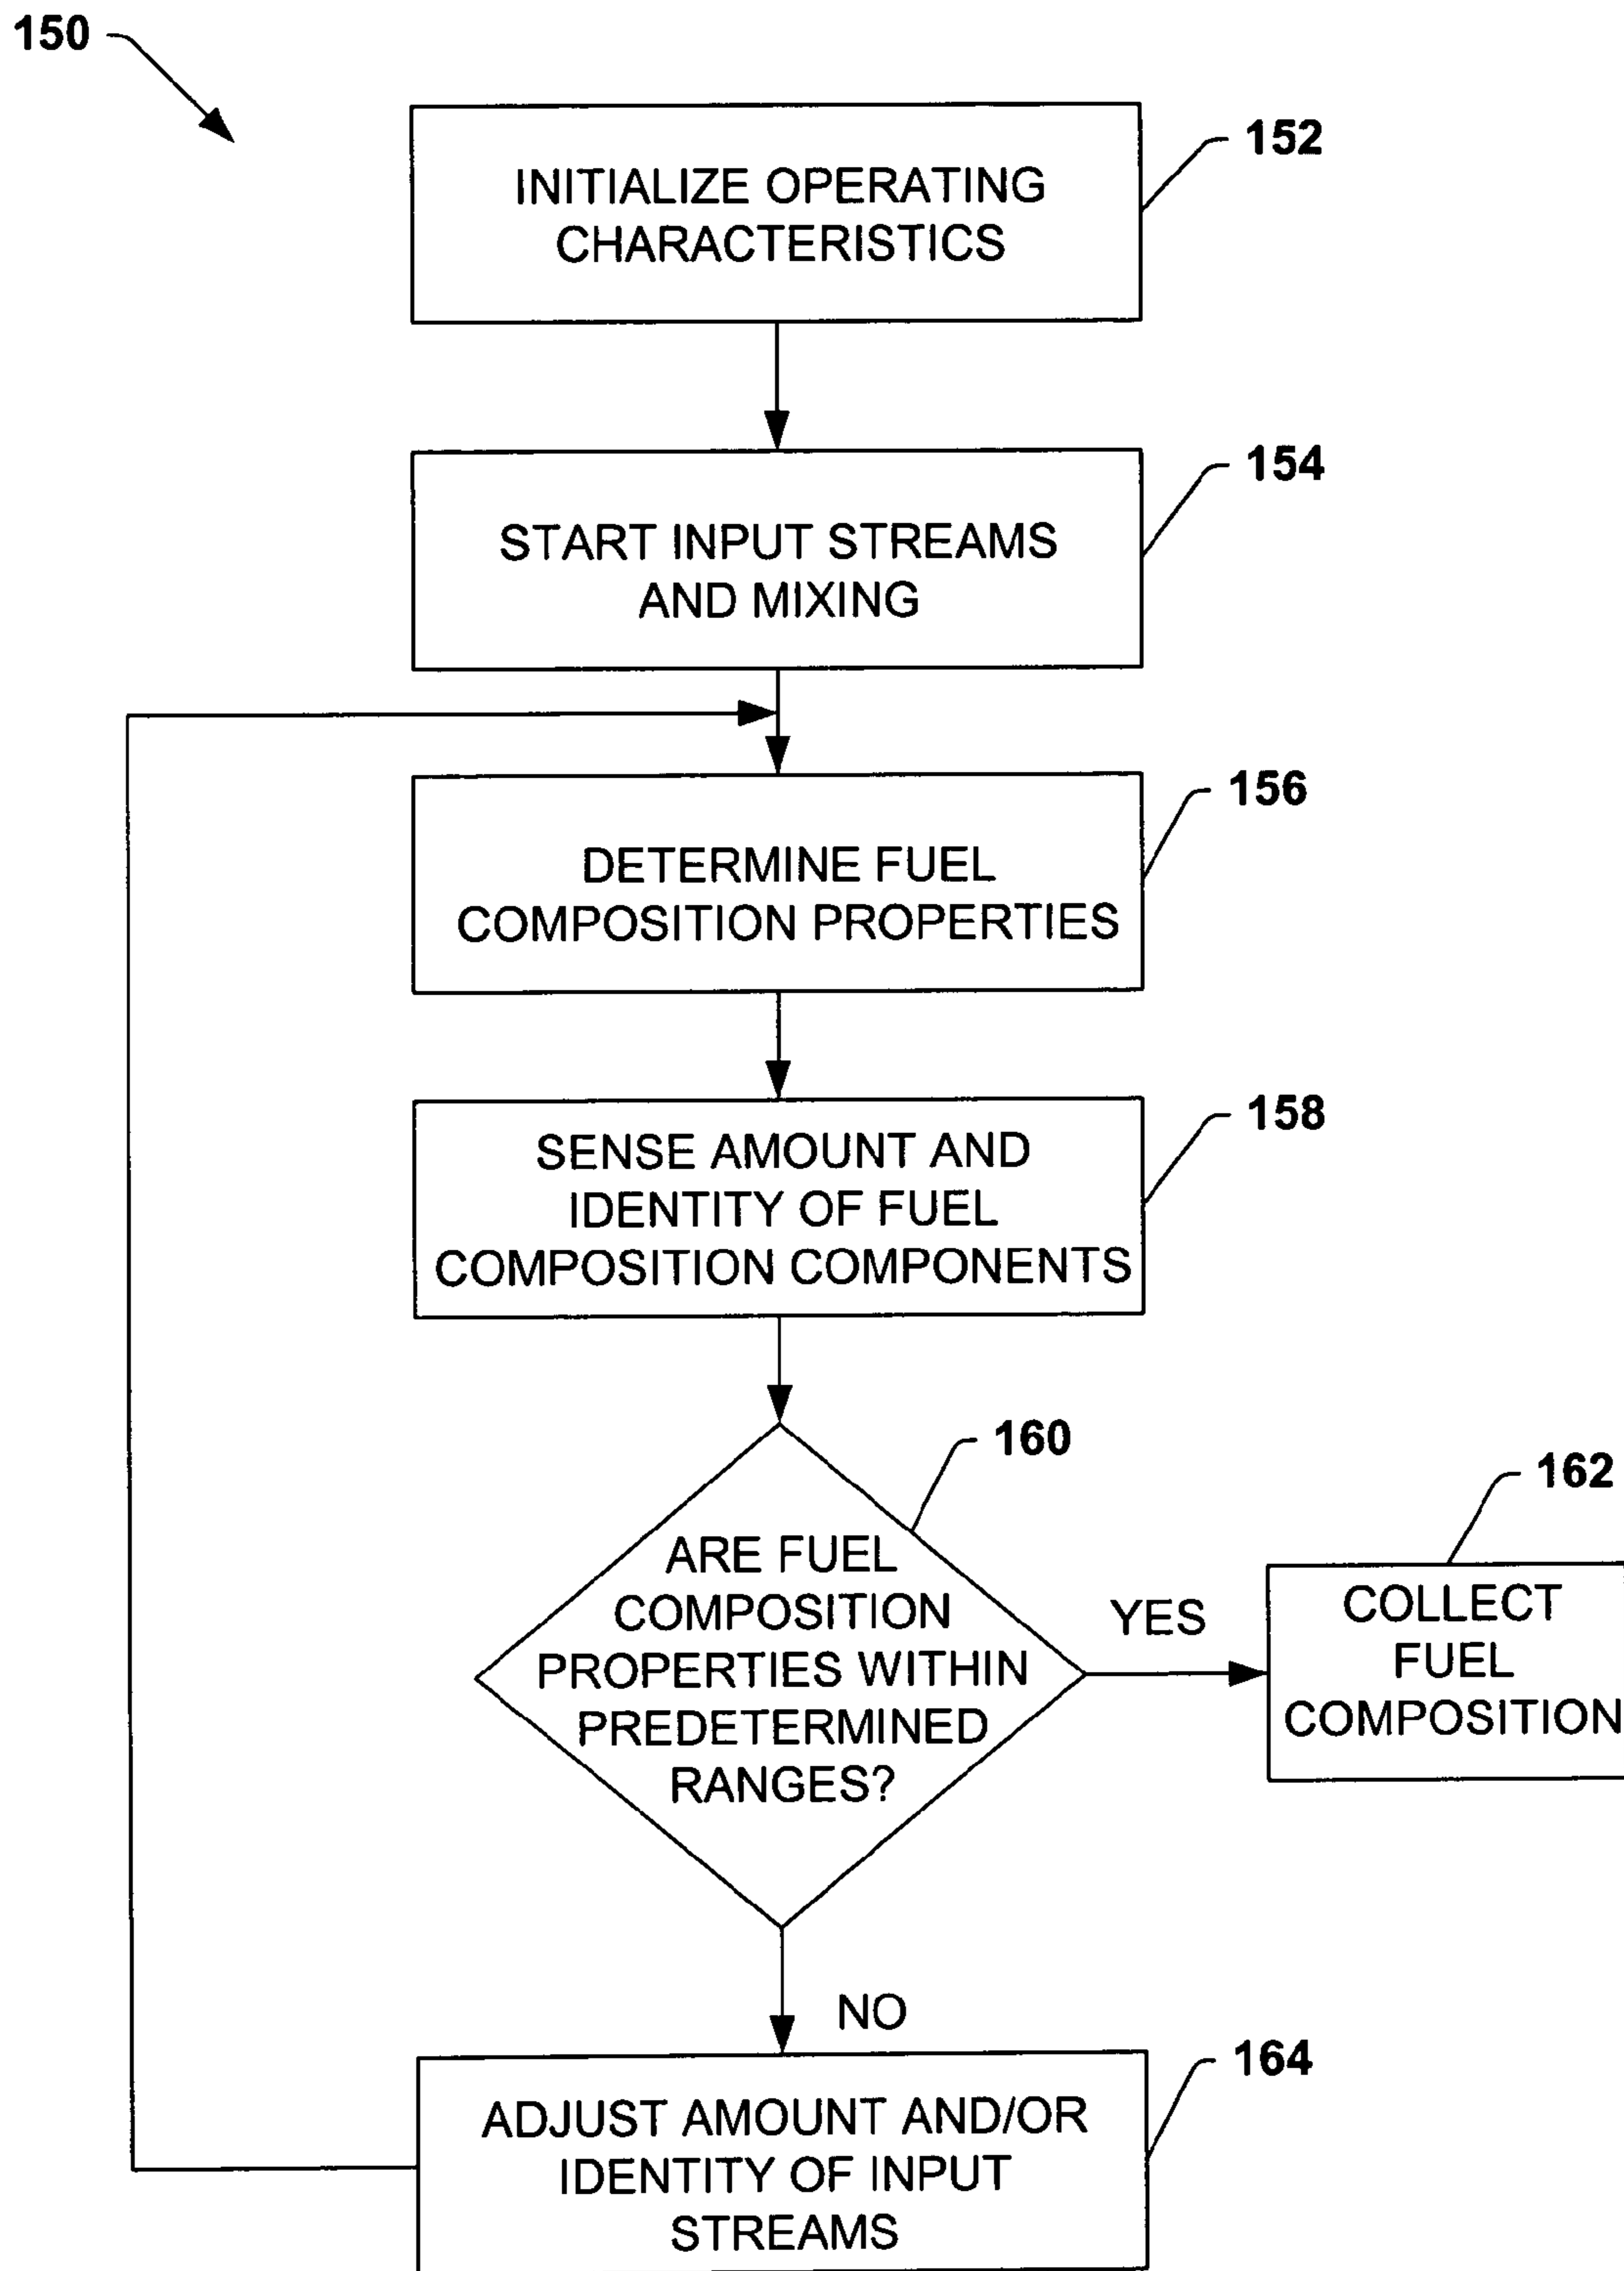 150
INITIALIZE OPERATING
CHARACTERISTICS
152
START INPUT STREAMS
AND MIXING
154
DETERMINE FUEL
COMPOSITION PROPERTIES
156
SENSE AMOUNT AND
IDENTITY OF FUEL
COMPOSITION COMPONENTS
158
ARE FUEL
COMPOSITION
PROPERTIES WITHIN
PREDETERMINED
RANGES?
160
YES
COLLECT
FUEL
COMPOSITION
162
NO
ADJUST AMOUNT AND/OR
IDENTITY OF INPUT
STREAMS
164